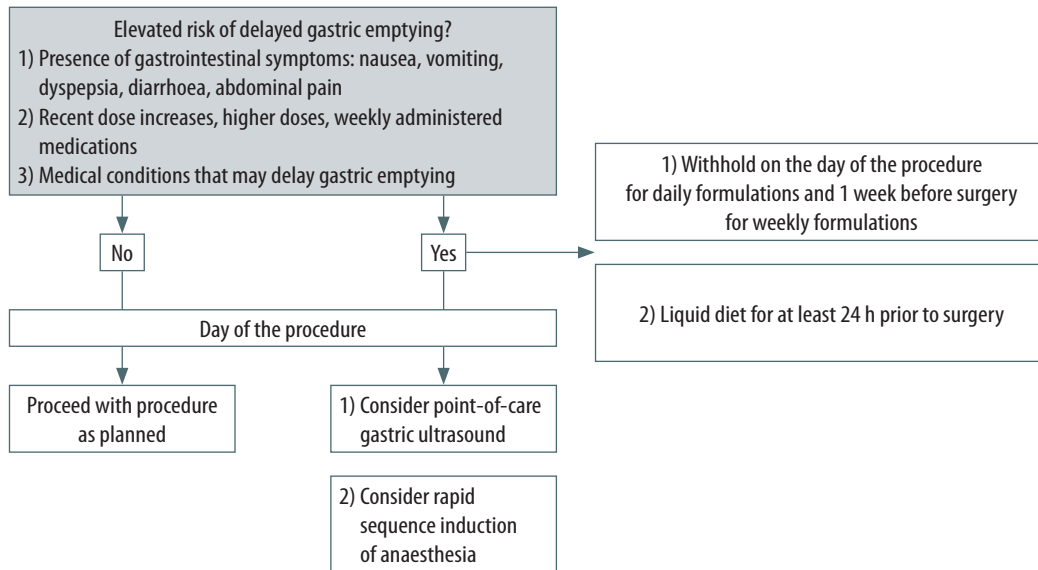 Elevated risk of delayed gastric emptying?
1) Presence of gastrointestinal symptoms: nausea, vomiting,
dyspepsia, diarrhoea, abdominal pain
2) Recent dose increases, higher doses, weekly administered
medications
3) Medical conditions that may delay gastric emptying
No
Yes
1) Withhold on the day of the procedure
for daily formulations and 1 week before surgery
for weekly formulations
2) Liquid diet for at least 24 h prior to surgery
Day of the procedure
Proceed with procedure
as planned
1) Consider point-of-care
gastric ultrasound
2) Consider rapid
sequence induction
of anaesthesia